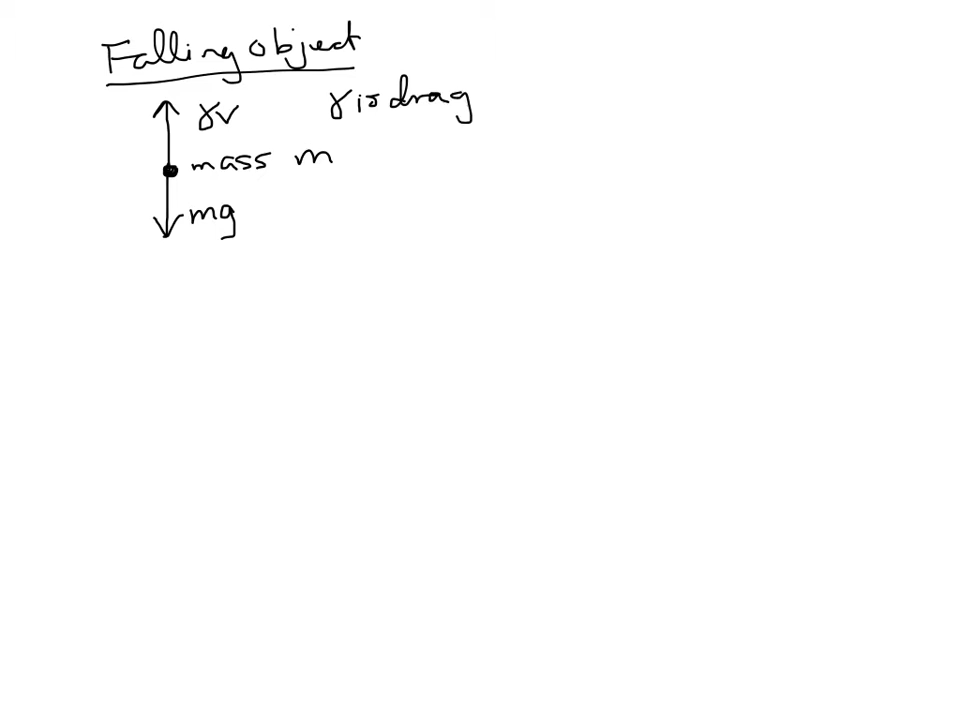 Falling object
γv γ is drag
mass m
mg